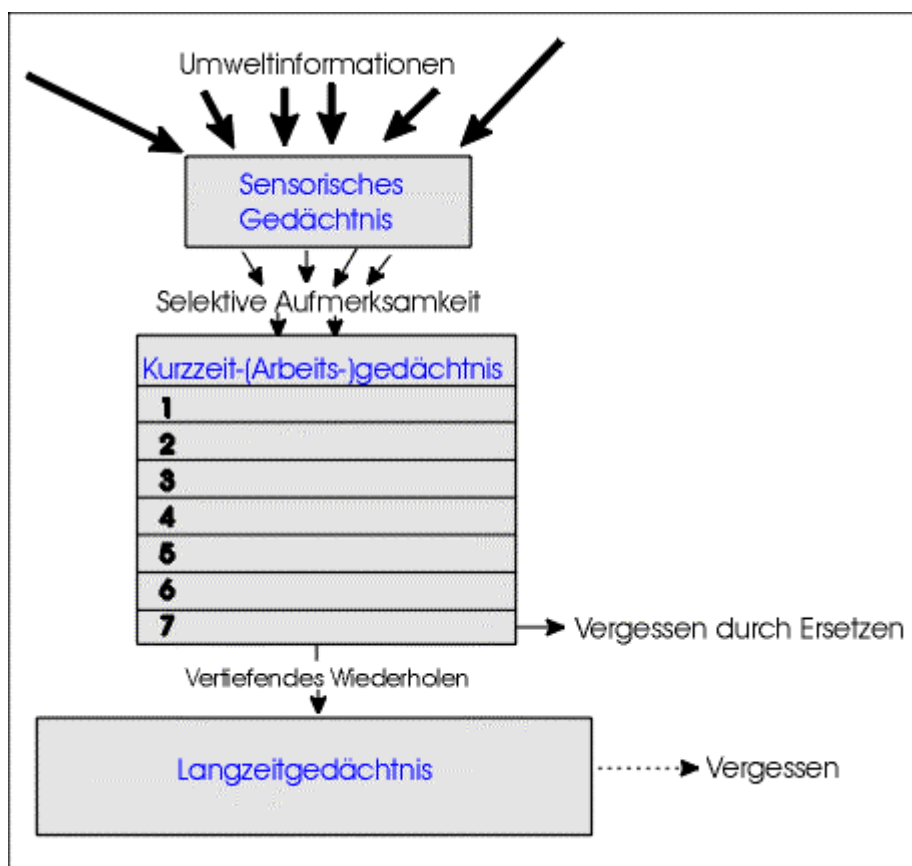 Umweltinformationen
Sensorisches
Gedächtnis
Selektive Aufmerksamkeit
Kurzzeit-(Arbeits-)gedächtnis
1
2
3
4
5
6
7
Vergessen durch Ersetzen
Vertiefendes Wiederholen
Langzeitgedächtnis
Vergessen